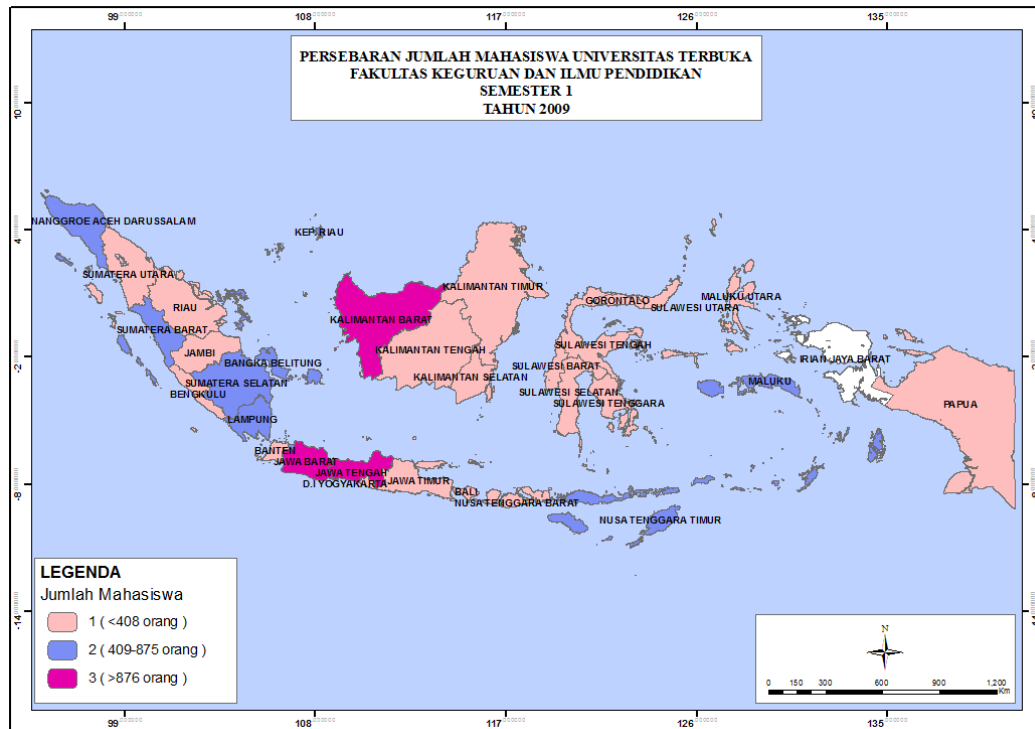 99
108
117
126
135
PERSEBARAN JUMLAH MAHASISWA UNIVERSITAS TERBUKA
FAKULTAS KEGURUAN DAN ILMU PENDIDIKAN
SEMESTER 1
TAHUN 2009
10
10
NANGGROE ACEH DARUSSALAM
4
KEP.RIAU
SUMATERA UTARA
KALIMANTAN TIMUR
GORONTALO
MALUKU UTARA
RIAU
SULAWESI UTARA
KALIMANTAN BARAT
SUMATERA BARAT
SULAWESI TENGAH
JAMBI
KALIMANTAN TENGAH
-2
IRIAN JAYA BARAT
BANGKA BELITUNG
SULAWESI BARAT
SUMATERA SELATAN
KALIMANTAN SELATAN
MALUKU
BENGKULU
SULAWESI SELATAN
SULAWESI TENGGARA
PAPUA
LAMPUNG
BANTEN
JAWA BARAT
JAWA TENGAH
D.I YOGYAKARTA
JAWA TIMUR
-8
BALI
NUSA TENGGARA BARAT
NUSA TENGGARA TIMUR
LEGENDA
Jumlah Mahasiswa
1 ( <408 orang )
2 ( 409-875 orang )
3 ( >876 orang )
-14
N
0 150 300 600 900 1,200
Km
99
108
117
126
135